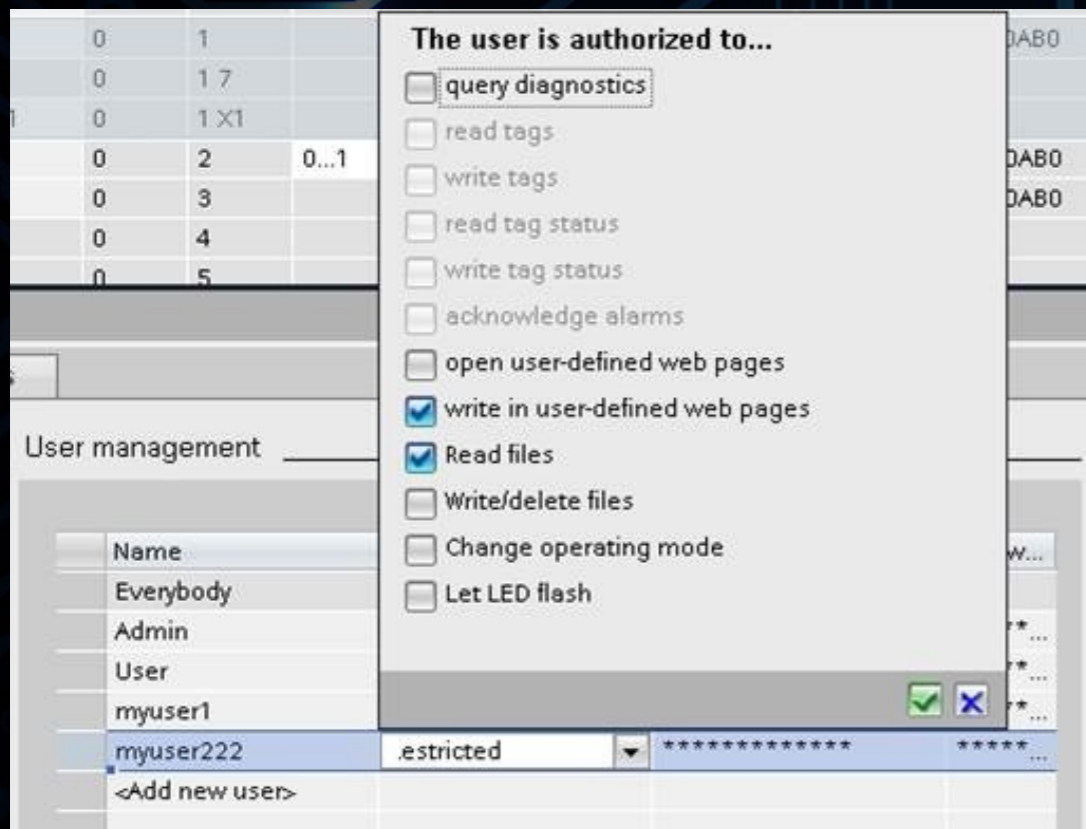 0 1 0AB0
0 1 7
1 0 1 X1
0 2 0...1 0AB0
0 3 0AB0
0 4
0 5
The user is authorized to...
query diagnostics
read tags
write tags
read tag status
write tag status
acknowledge alarms
open user-defined web pages
write in user-defined web pages
Read files
Write/delete files
Change operating mode
Let LED flash
s
User management
Name w...
Everybody
Admin **...
User **...
myuser1 **...
myuser222 .estricted ************* *****...
<Add new user>